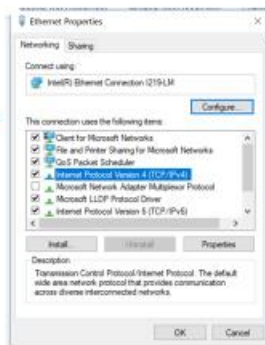 Ethernet Properties
Networking Sharing
Connect using:
Intel(R) Ethernet Connection I219-LM
Configure...
This connection uses the following items:
Client for Microsoft Networks
File and Printer Sharing for Microsoft Networks
QoS Packet Scheduler
Internet Protocol Version 4 (TCP/IPv4)
Microsoft Network Adapter Multiplexor Protocol
Microsoft LLDP Protocol Driver
Internet Protocol Version 6 (TCP/IPv6)
Install...
Uninstall
Properties
Description
Transmission Control Protocol/Internet Protocol. The default
wide area network protocol that provides communication
across diverse interconnected networks.
OK
Cancel